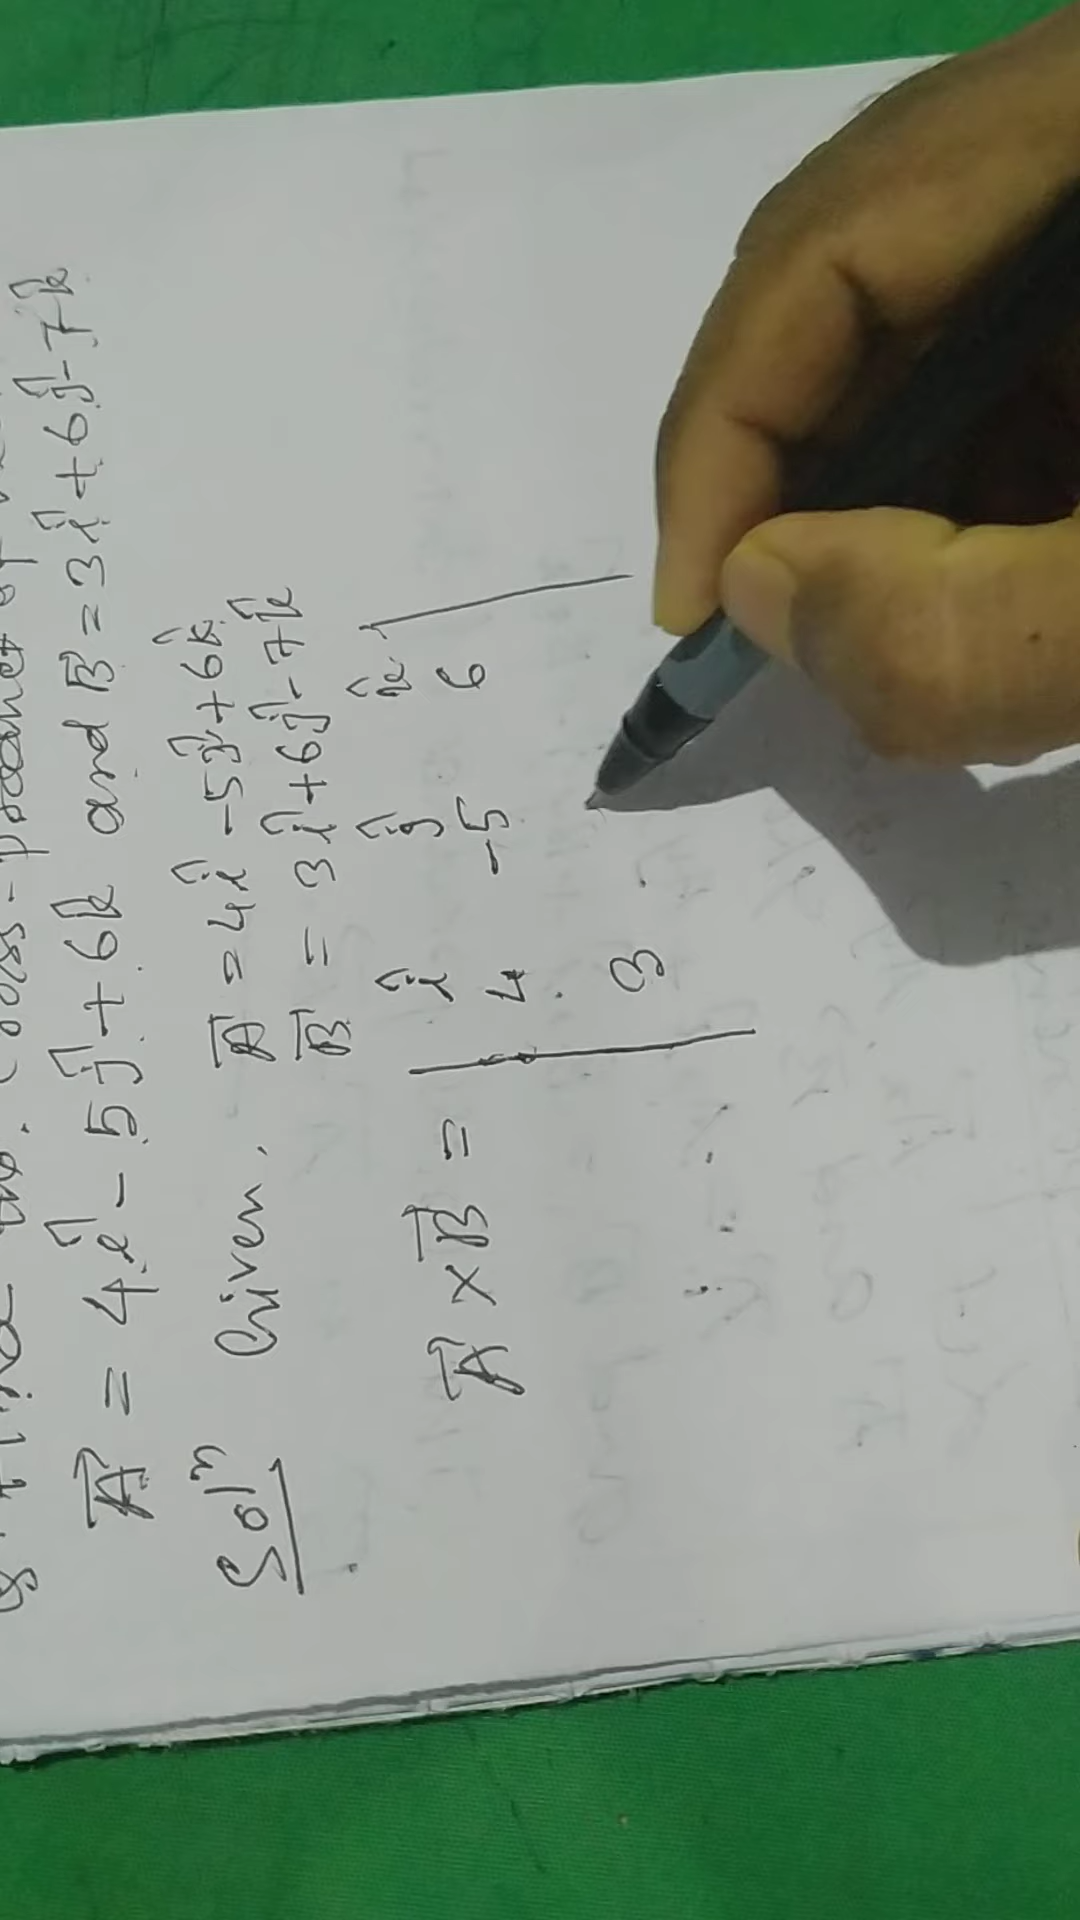 Find the cross-product of
A⃗ = 4î - 5ĵ + 6k̂ and B⃗ = 3î + 6ĵ - 7k̂
Solⁿ Given, A⃗ = 4î - 5ĵ + 6k̂
B⃗ = 3î + 6ĵ - 7k̂
A⃗ × B⃗ = | î ĵ k̂ |
4 -5 6
3